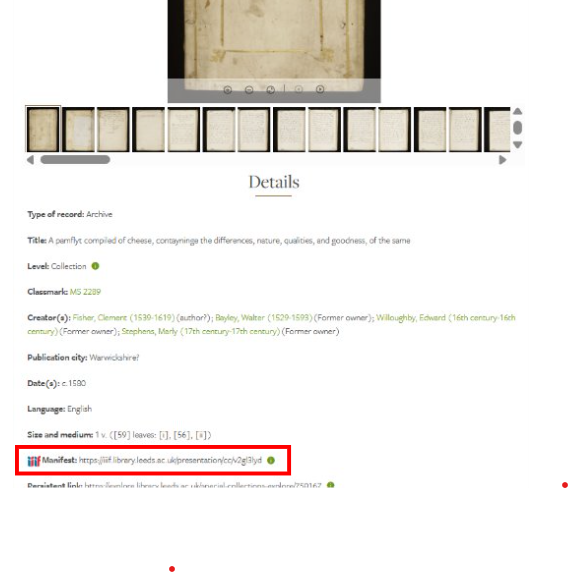 Details
Type of record: Archive
Title: A pamflyt compiled of cheese, contayninge the differences, nature, qualities, and goodness, of the same
Level: Collection
Classmark: MS 2289
Creator(s): Fisher, Clement (1539-1619) (author?) ; Bayley, Walter (1529-1593) (Former owner) ; Willoughby, Edward (16th century-16th
century) (Former owner) ; Stephens, Marly (17th century-17th century) (Former owner)
Publication city: Warwickshire?
Date(s): c.1580
Language: English
Size and medium: 1 v. ([59] leaves: [i], [56], [ii])
Manifest: https://iiif.library.leeds.ac.uk/presentation/cc/v2gl3lyd
Persistent link: https://explore.library.leeds.ac.uk/special-collections-explore/750167